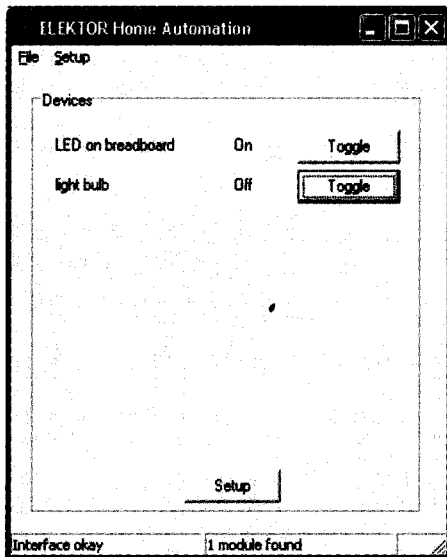 ELEKTOR Home Automation
File Setup
Devices
LED on breadboard On Toggle
light bulb Off Toggle
Setup
Interface okay 1 module found